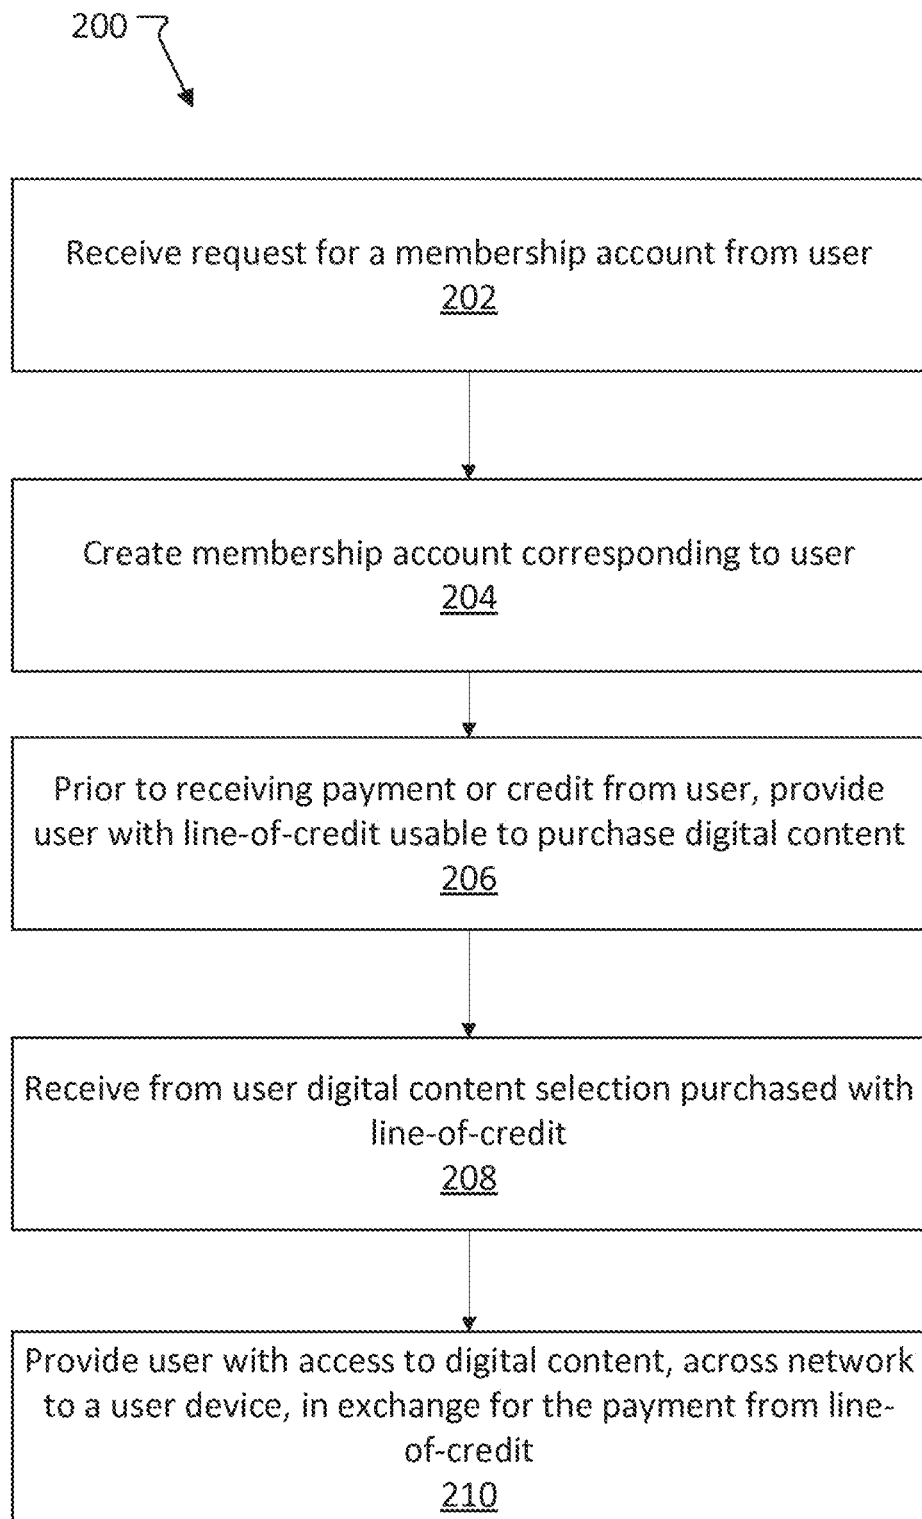 200
Receive request for a membership account from user
202
Create membership account corresponding to user
204
Prior to receiving payment or credit from user, provide
user with line-of-credit usable to purchase digital content
206
Receive from user digital content selection purchased with
line-of-credit
208
Provide user with access to digital content, across network
to a user device, in exchange for the payment from line-
of-credit
210